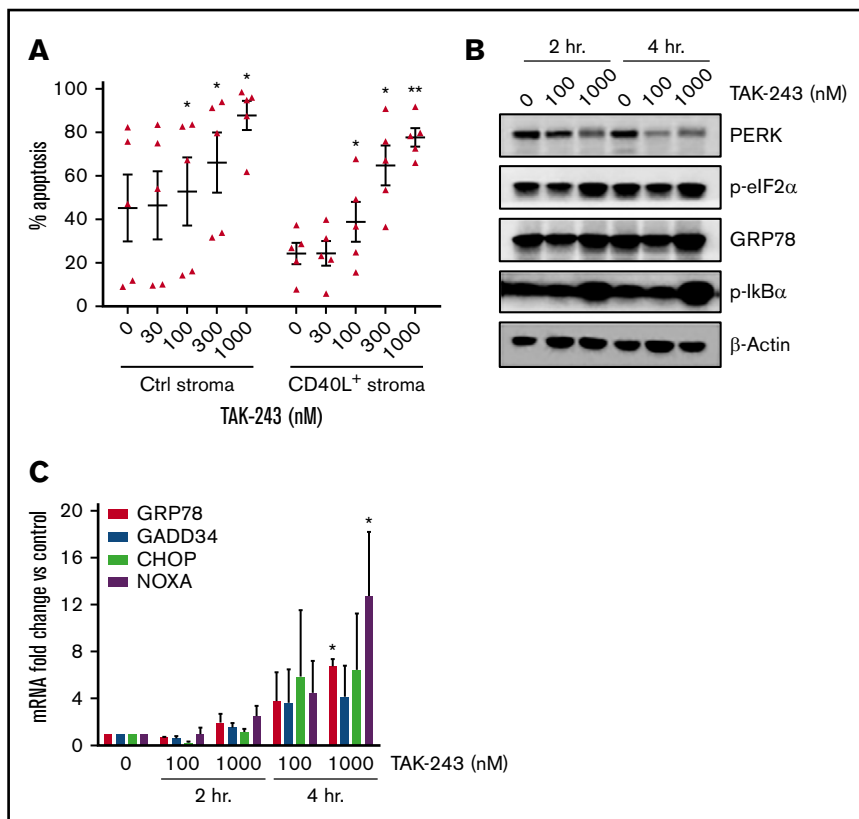 A
% apoptosis
100
80
60
40
20
0
* * * * * **
0 30 100 300 1000 0 30 100 300 1000
Ctrl stroma CD40L+ stroma
TAK-243 (nM)
B
2 hr. 4 hr.
0 100 1000 0 100 1000 TAK-243 (nM)
PERK
p-eIF2α
GRP78
p-IkBα
β-Actin
C
mRNA fold change vs control
20
16
12
8
4
0
GRP78
GADD34
CHOP
NOXA
* *
0 100 1000 100 1000 TAK-243 (nM)
2 hr. 4 hr.